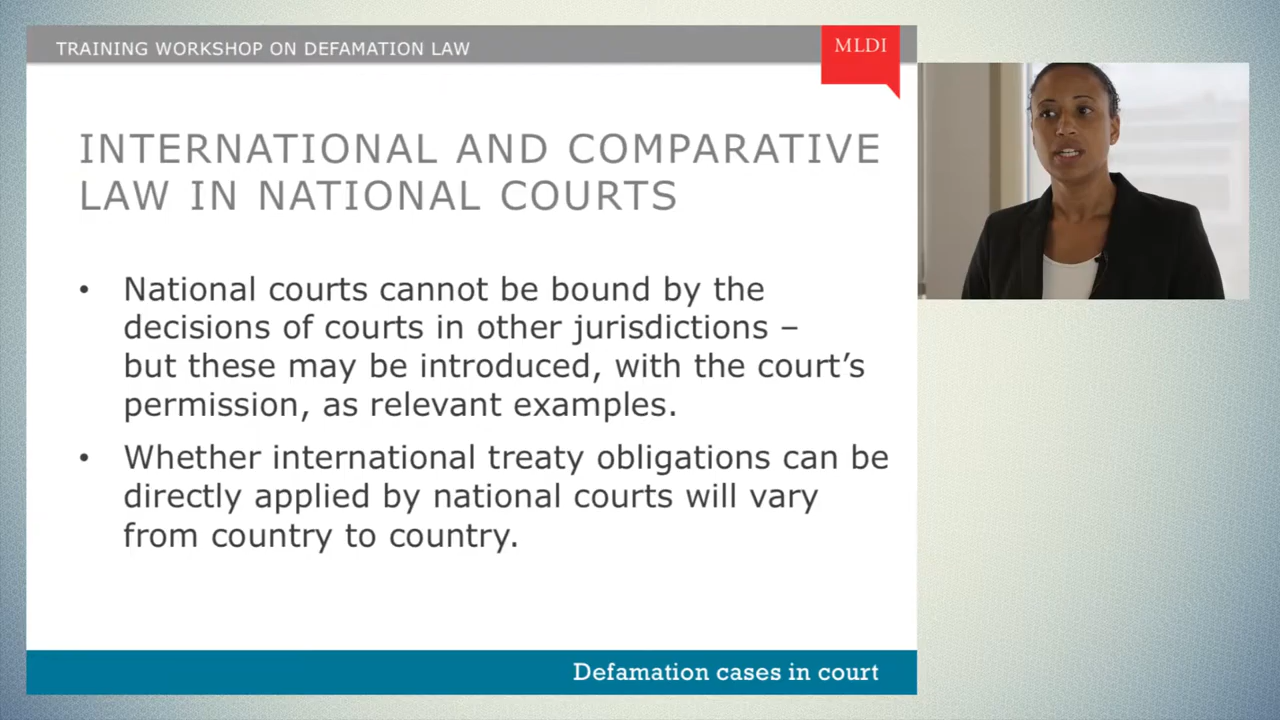 TRAINING WORKSHOP ON DEFAMATION LAW
MLDI
INTERNATIONAL AND COMPARATIVE
LAW IN NATIONAL COURTS
• National courts cannot be bound by the
decisions of courts in other jurisdictions –
but these may be introduced, with the court’s
permission, as relevant examples.
• Whether international treaty obligations can be
directly applied by national courts will vary
from country to country.
Defamation cases in court